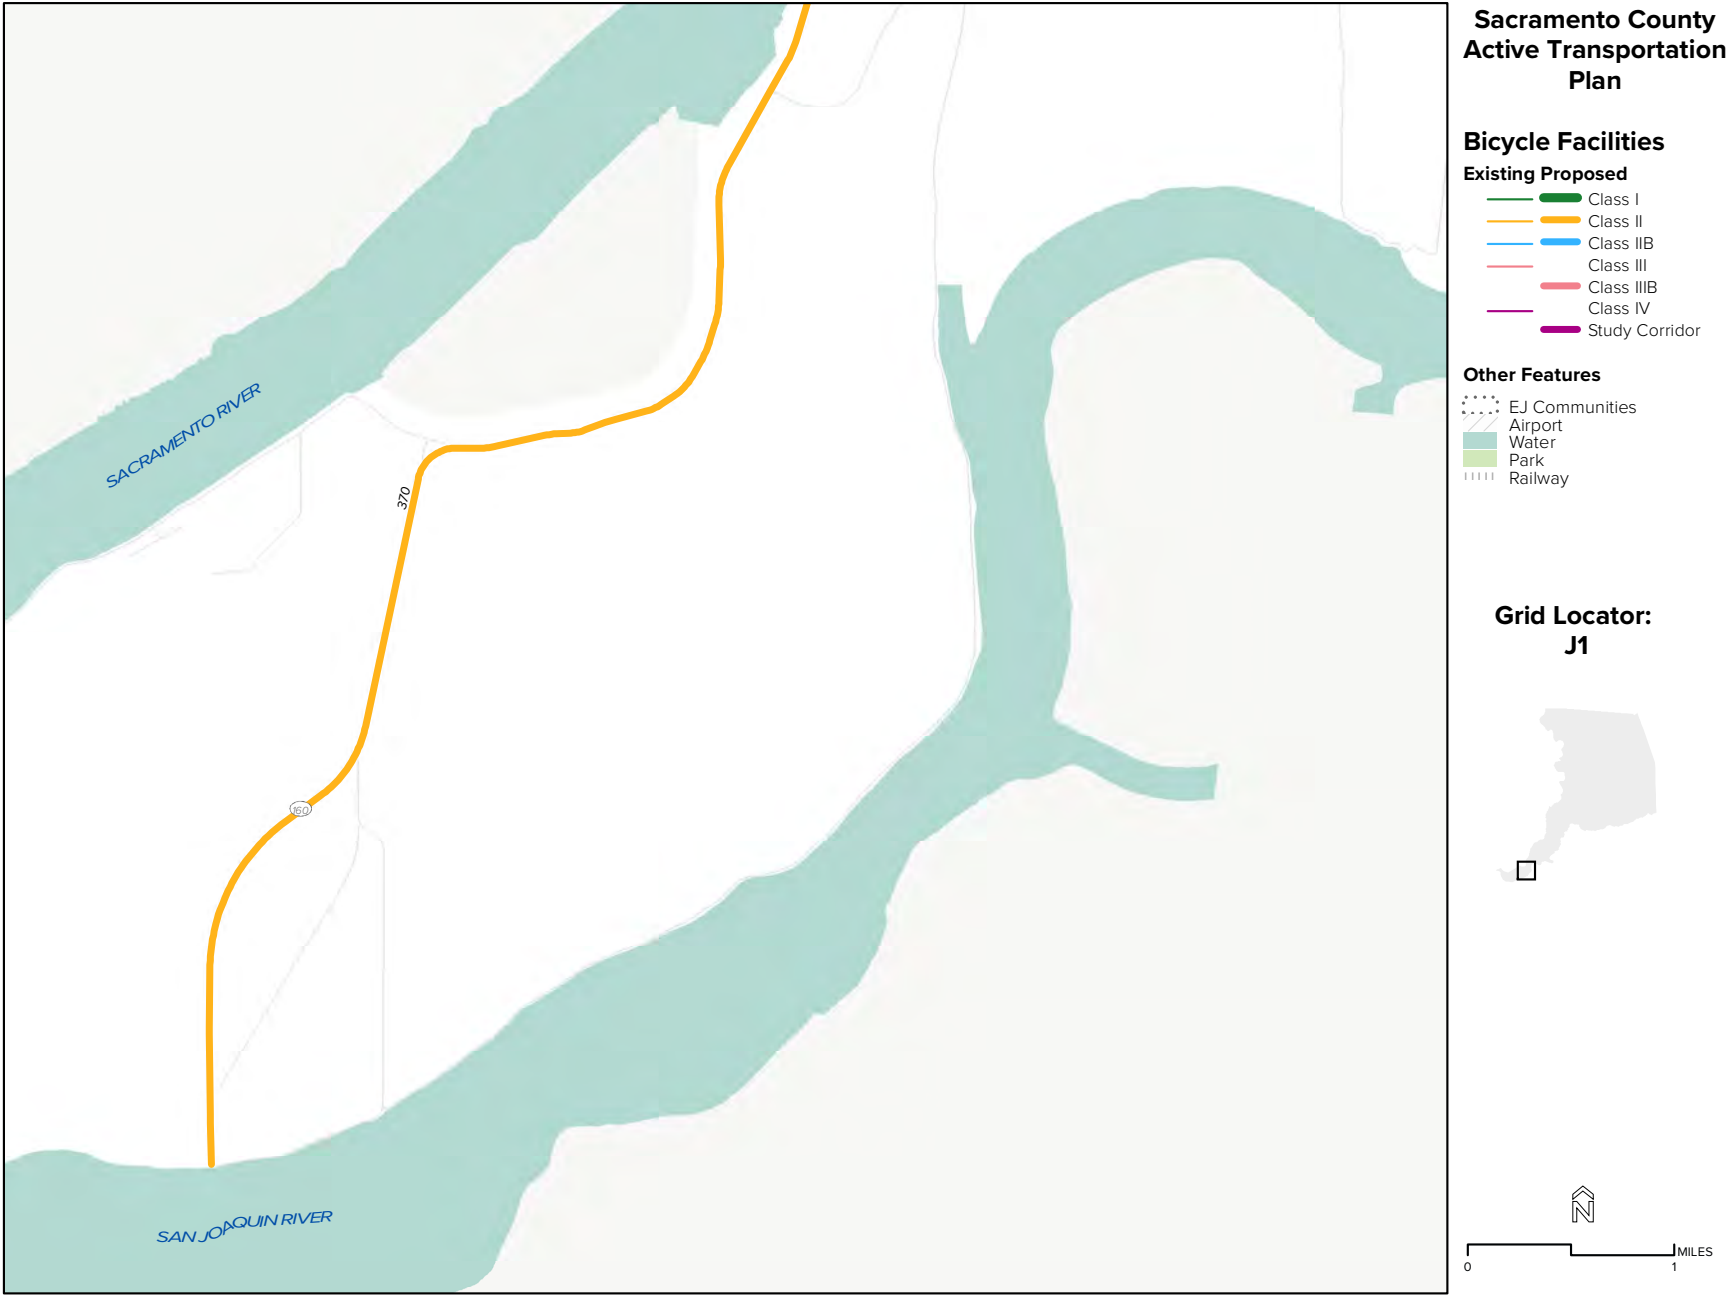 Sacramento County
Active Transportation
Plan
Bicycle Facilities
Existing Proposed
Class I
Class II
Class IIB
Class III
Class IIIB
Class IV
Study Corridor
Other Features
EJ Communities
Airport
Water
Park
Railway
Grid Locator:
J1
N
MILES
0 1
SACRAMENTO RIVER
370
160
SAN JOAQUIN RIVER